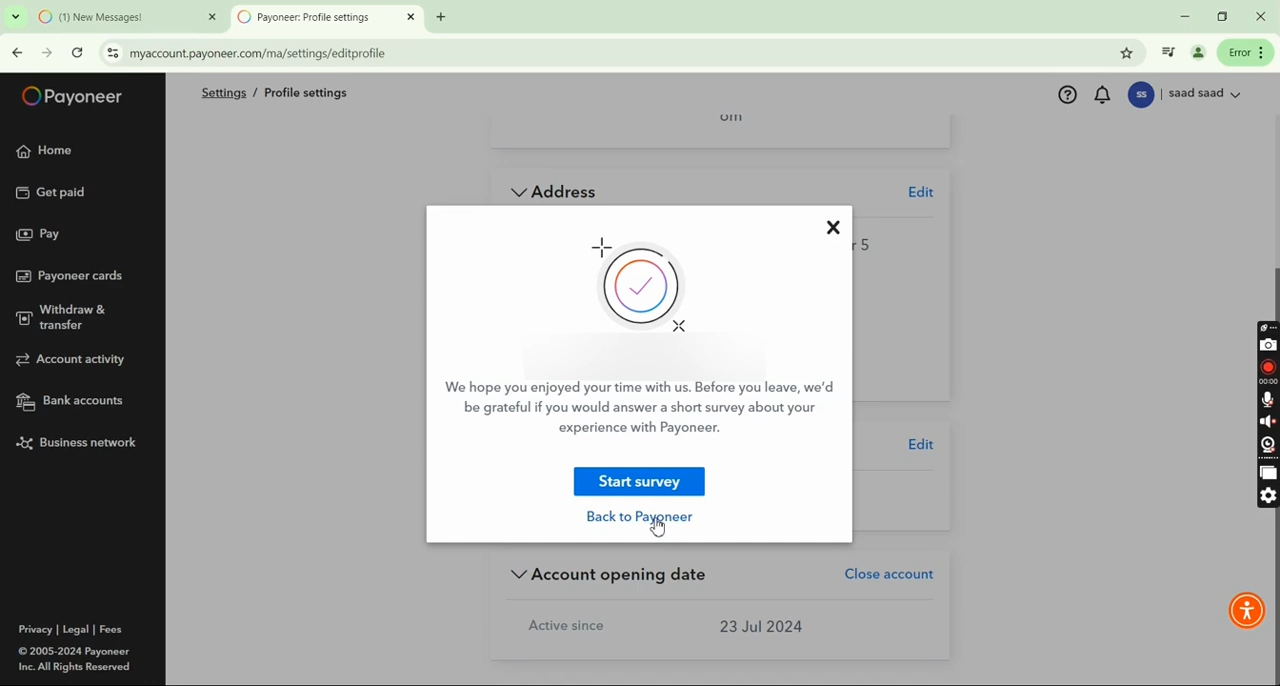 (1) New Messages!
Payoneer: Profile settings
myaccount.payoneer.com/ma/settings/editprofile
Error
Payoneer
Settings / Profile settings
SS | saad saad
Home
Get paid
Pay
Payoneer cards
Withdraw &
transfer
Account activity
Bank accounts
Business network
Address
Edit
r 5
We hope you enjoyed your time with us. Before you leave, we'd
be grateful if you would answer a short survey about your
experience with Payoneer.
Start survey
Back to Payoneer
Edit
Account opening date
Close account
Active since
23 Jul 2024
00:00
Privacy | Legal | Fees
© 2005-2024 Payoneer
Inc. All Rights Reserved